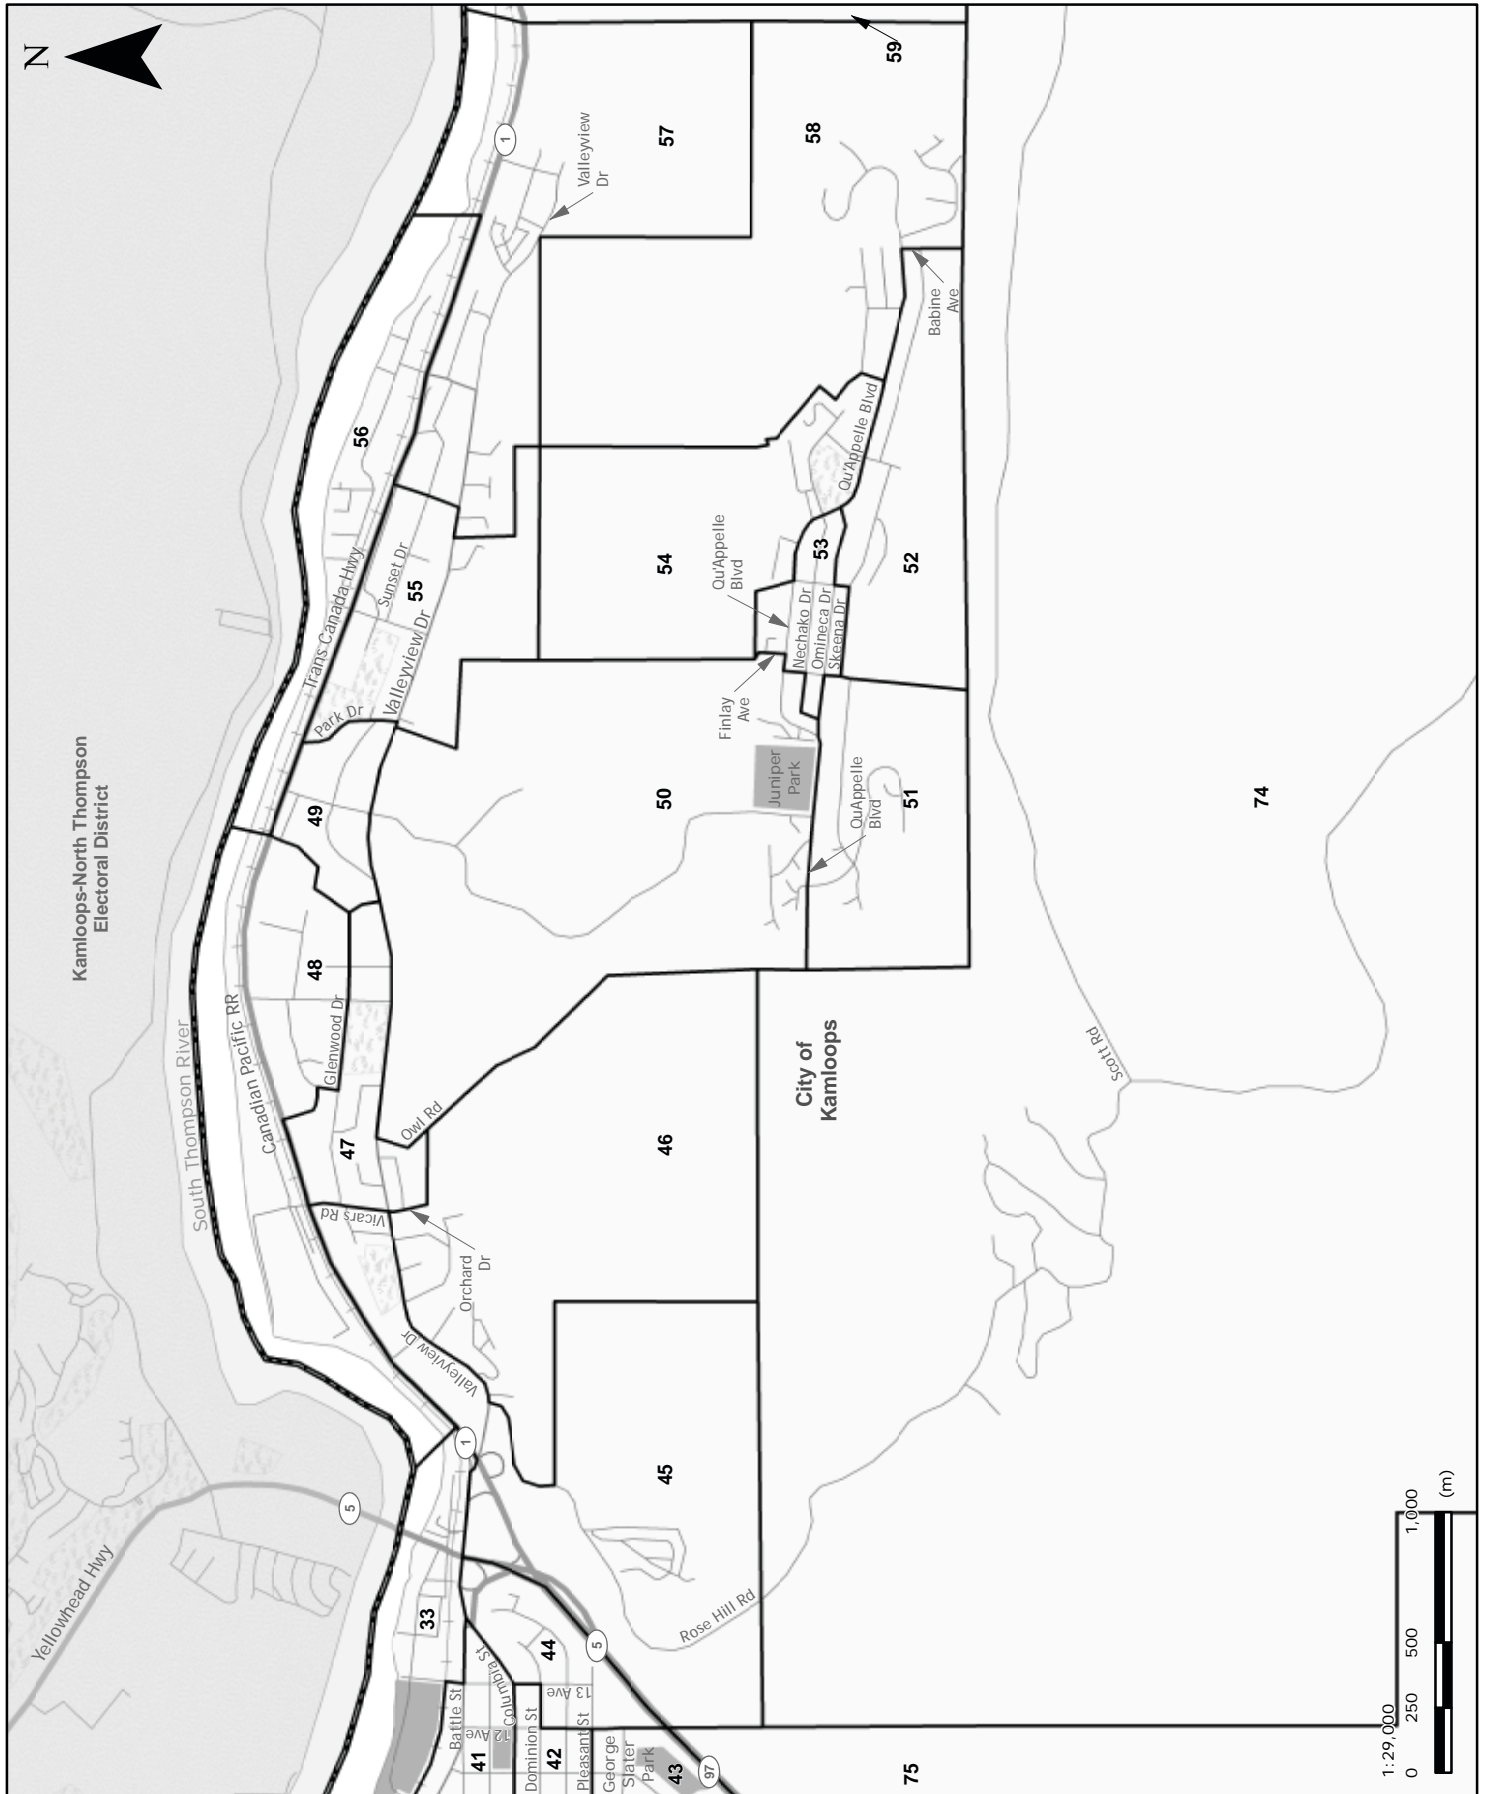 N
59
1
57
58
Valleyview
Dr
Babine
Ave
56
Qu'Appelle Blvd
Trans Canada Hwy
Sunset Dr
55
Valleyview Dr
54
Qu'Appelle
Blvd
53
52
Nechako Dr
Omineca Dr
Skeena Dr
Park Dr
Finlay
Ave
Juniper
Park
Kamloops-North Thompson
Electoral District
49
50
QuAppelle
Blvd
51
74
48
Glenwood Dr
Canadian Pacific RR
South Thompson River
City of
Kamloops
Scott Rd
Owl Rd
47
46
Vicars Rd
Orchard
Dr
Valleyview Dr
1
45
5
Yellowhead Hwy
33
Rose Hill Rd
44
5
Columbia St
13 Ave
Battle St
12 Ave
41
Dominion St
42
Pleasant St
George
Slater
Park
43
97
75
1:29,000
0
250
500
1,000
(m)